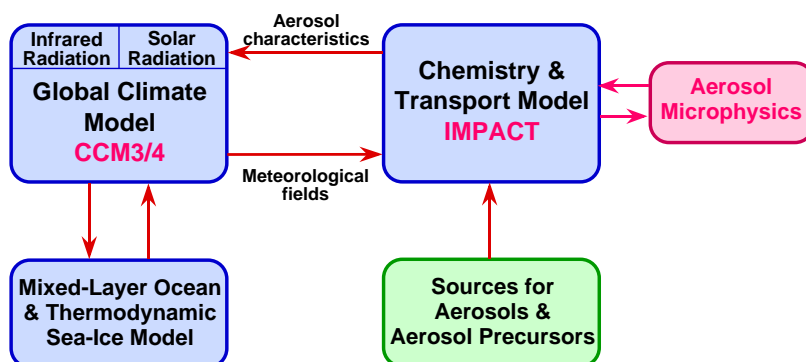 Infrared
Radiation
Solar
Radiation
Global Climate
Model
CCM3/4
Aerosol
characteristics
Meteorological
fields
Chemistry &
Transport Model
IMPACT
Aerosol
Microphysics
Mixed-Layer Ocean
& Thermodynamic
Sea-Ice Model
Sources for
Aerosols &
Aerosol Precursors